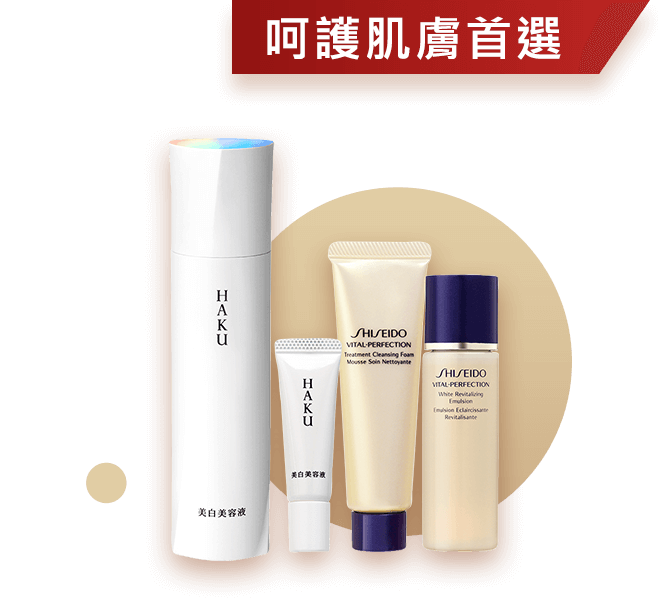 呵護肌膚首選
HAKU
美白美容液
HAKU
美白美容液
SHISEIDO
VITAL-PERFECTION
Treatment Cleansing Foam
Mousse Soin Nettoyante
SHISEIDO
VITAL-PERFECTION
White Revitalizing
Emulsion
Emulsion Eclaircissante
Revitalisante